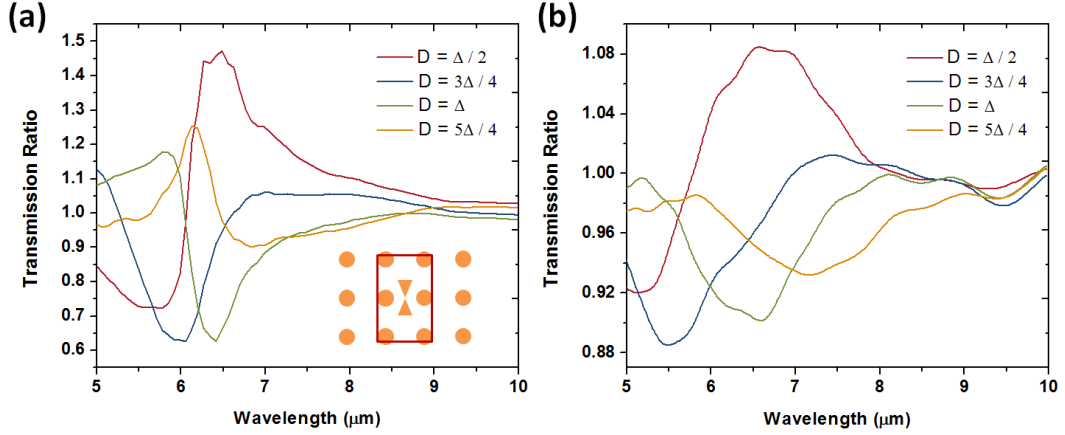 (a)
1.5
1.4
1.3
1.2
1.1
1.0
0.9
0.8
0.7
0.6
Transmission Ratio
D = Δ / 2
D = 3Δ / 4
D = Δ
D = 5Δ / 4
5 6 7 8 9 10
Wavelength (μm)
(b)
1.08
1.04
1.00
0.96
0.92
0.88
Transmission Ratio
D = Δ / 2
D = 3Δ / 4
D = Δ
D = 5Δ / 4
5 6 7 8 9 10
Wavelength (μm)